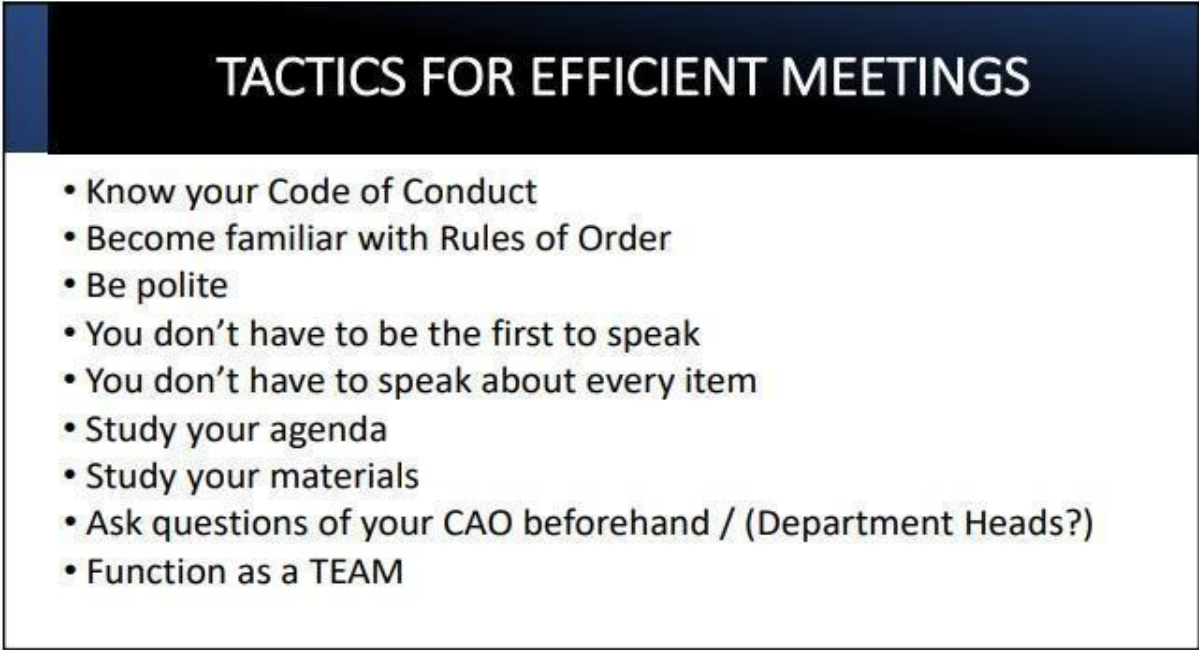 TACTICS FOR EFFICIENT MEETINGS
• Know your Code of Conduct
• Become familiar with Rules of Order
• Be polite
• You don’t have to be the first to speak
• You don’t have to speak about every item
• Study your agenda
• Study your materials
• Ask questions of your CAO beforehand / (Department Heads?)
• Function as a TEAM